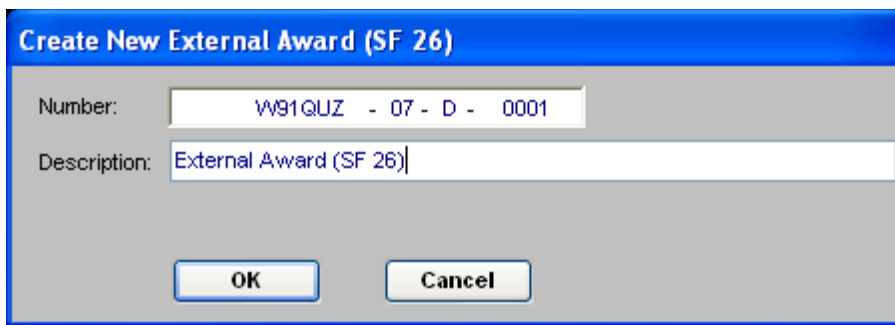 Create New External Award (SF 26)
Number: W91QUZ - 07 - D - 0001
Description: External Award (SF 26)
OK Cancel